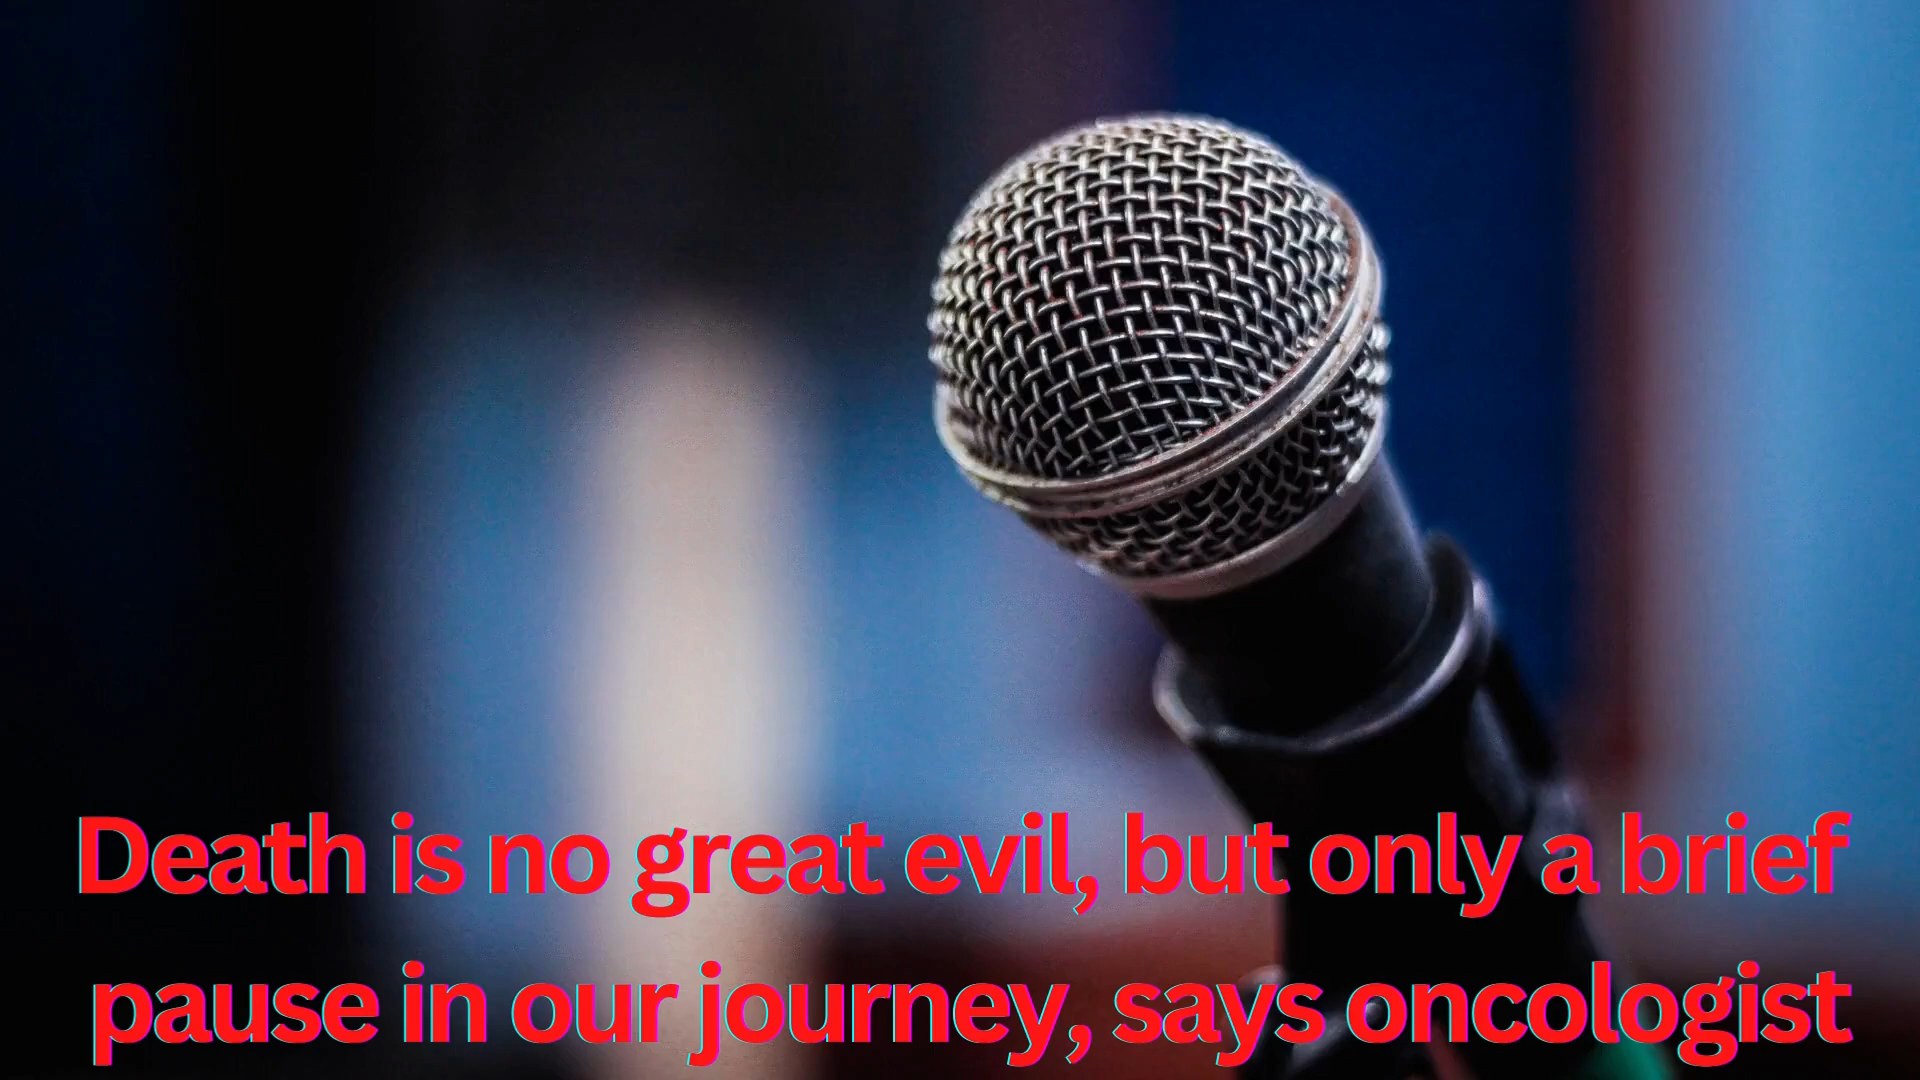 Death is no great evil, but only a brief
pause in our journey, says oncologist